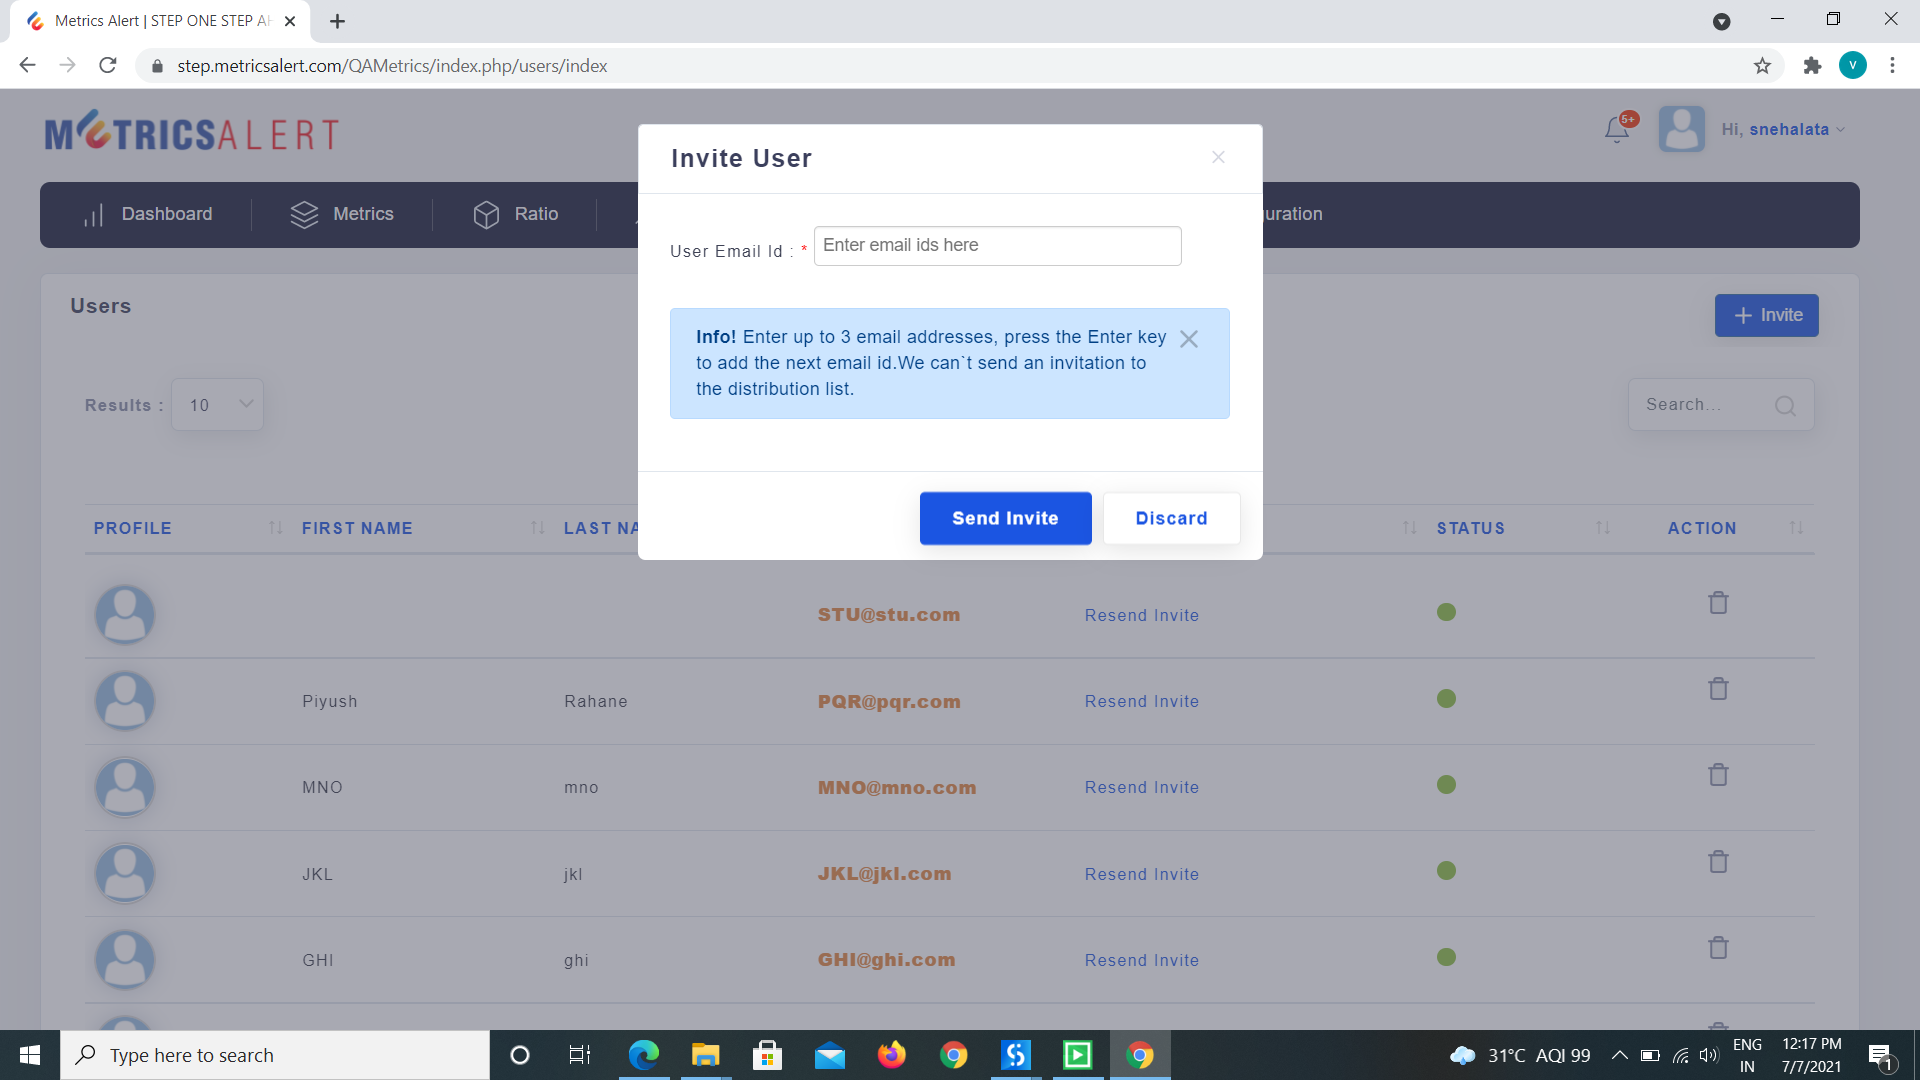 Metrics Alert | STEP ONE STEP AH
step.metricsalert.com/QAMetrics/index.php/users/index
V
METRICSALERT
5+
Hi, snehalata
Dashboard
Metrics
Ratio
uration
Invite User
User Email Id : *
Enter email ids here
Info! Enter up to 3 email addresses, press the Enter key
to add the next email id.We can`t send an invitation to
the distribution list.
Send Invite
Discard
Users
Invite
Results :
10
Search...
PROFILE
FIRST NAME
LAST NA
STATUS
ACTION
STU@stu.com
Resend Invite
Piyush
Rahane
PQR@pqr.com
Resend Invite
MNO
mno
MNO@mno.com
Resend Invite
JKL
jkl
JKL@jkl.com
Resend Invite
GHI
ghi
GHI@ghi.com
Resend Invite
Type here to search
31°C AQI 99
ENG
IN
12:17 PM
7/7/2021
1